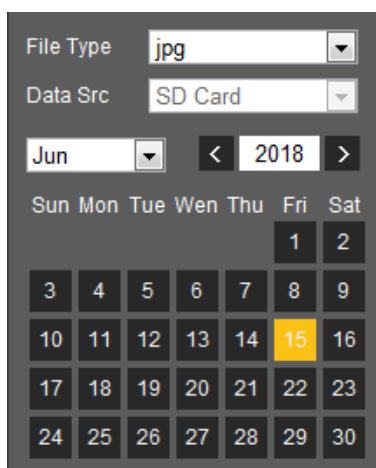 File Type jpg
Data Src SD Card
Jun < 2018 >
Sun Mon Tue Wen Thu Fri Sat
1 2
3 4 5 6 7 8 9
10 11 12 13 14 15 16
17 18 19 20 21 22 23
24 25 26 27 28 29 30